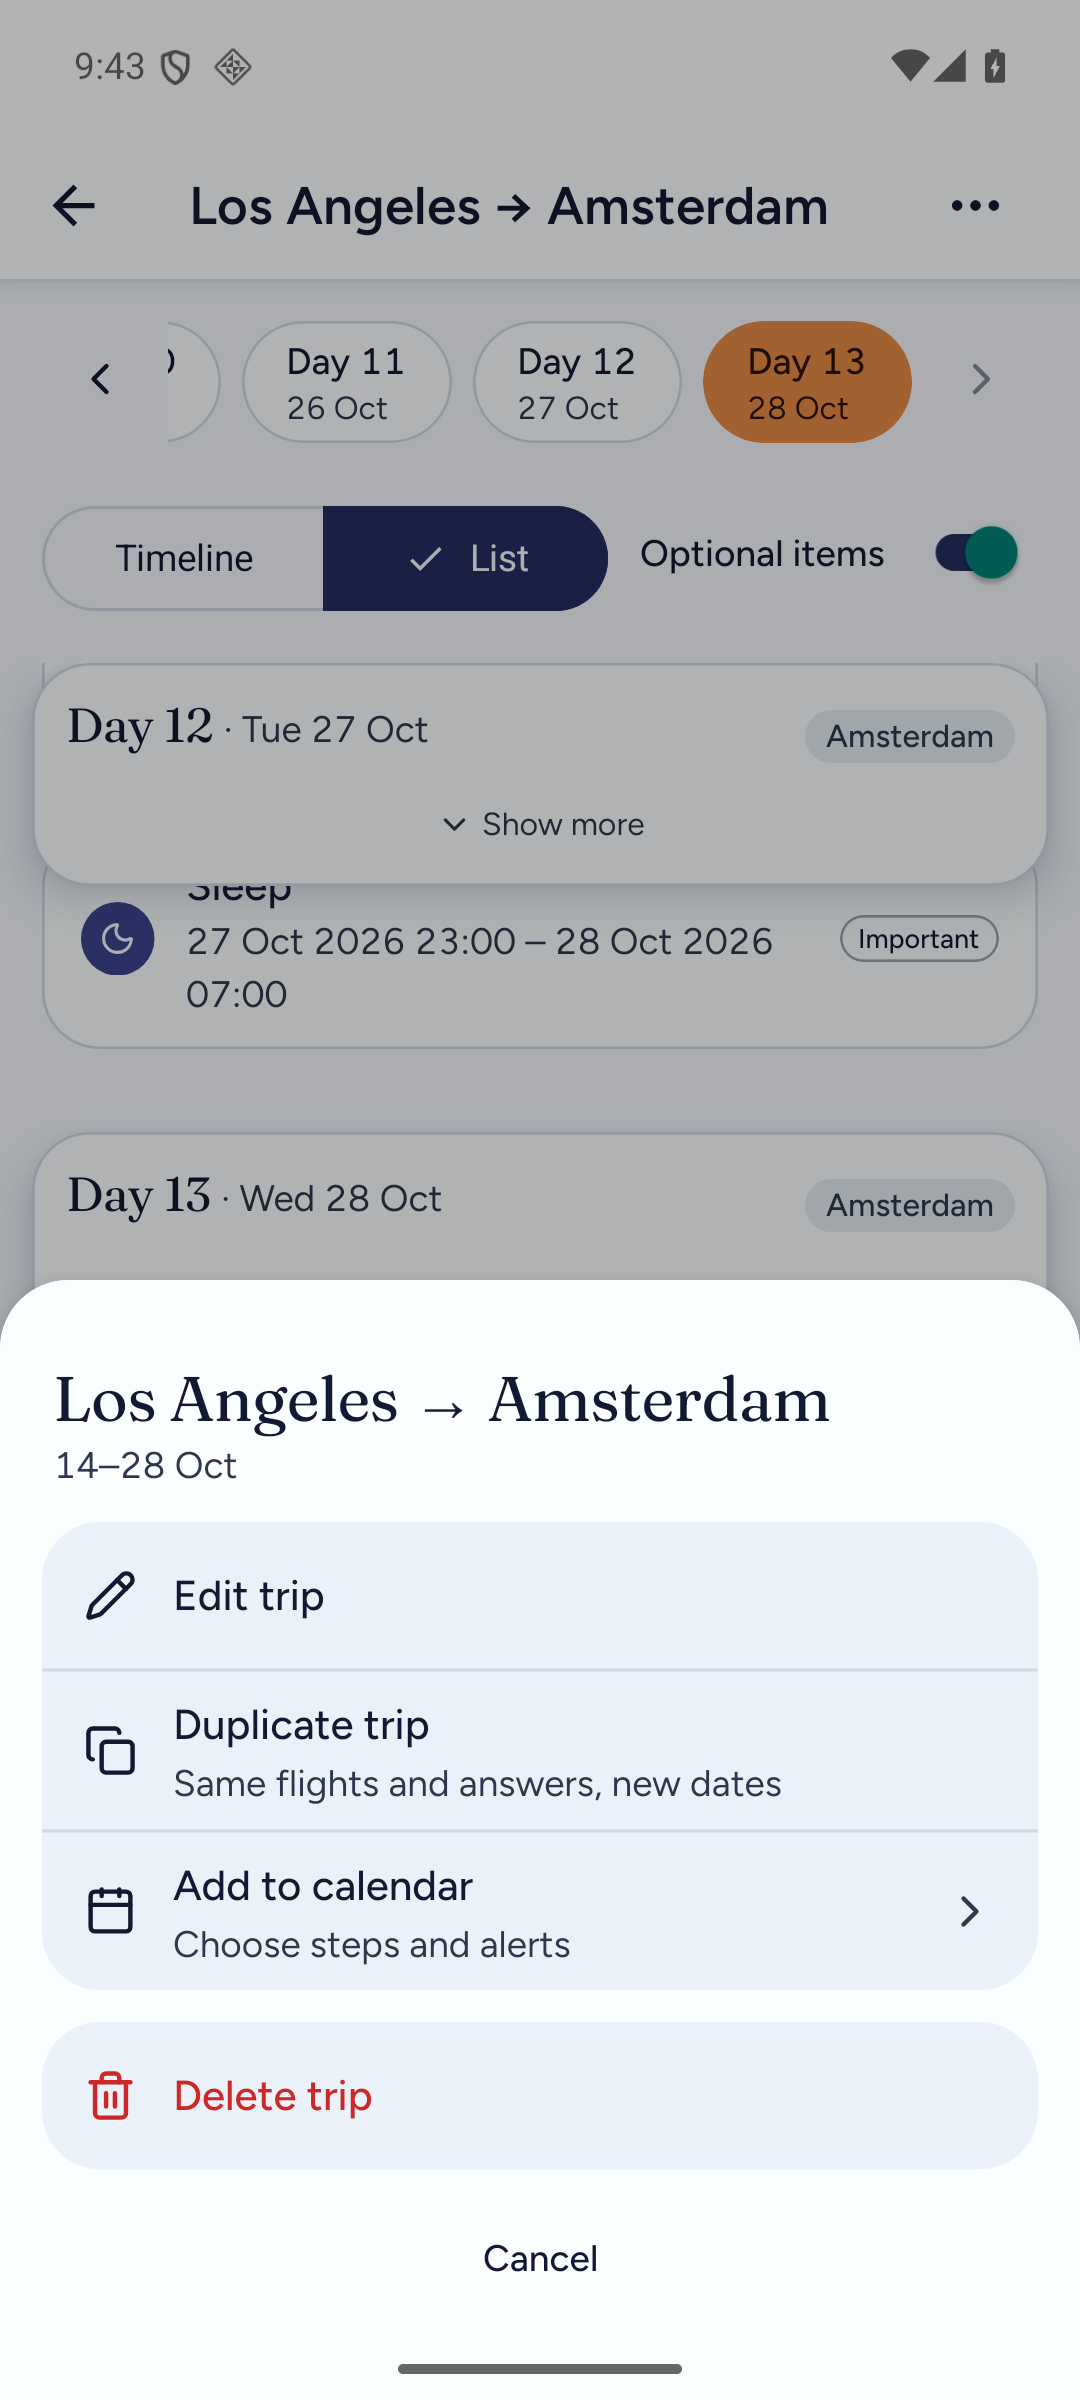 9:43
Los Angeles → Amsterdam
Day 11
26 Oct
Day 12
27 Oct
Day 13
28 Oct
Timeline
List
Optional items
Day 12 · Tue 27 Oct
Amsterdam
Show more
Sleep
27 Oct 2026 23:00 – 28 Oct 2026
07:00
Important
Day 13 · Wed 28 Oct
Amsterdam
Los Angeles → Amsterdam
14–28 Oct
Edit trip
Duplicate trip
Same flights and answers, new dates
Add to calendar
Choose steps and alerts
Delete trip
Cancel